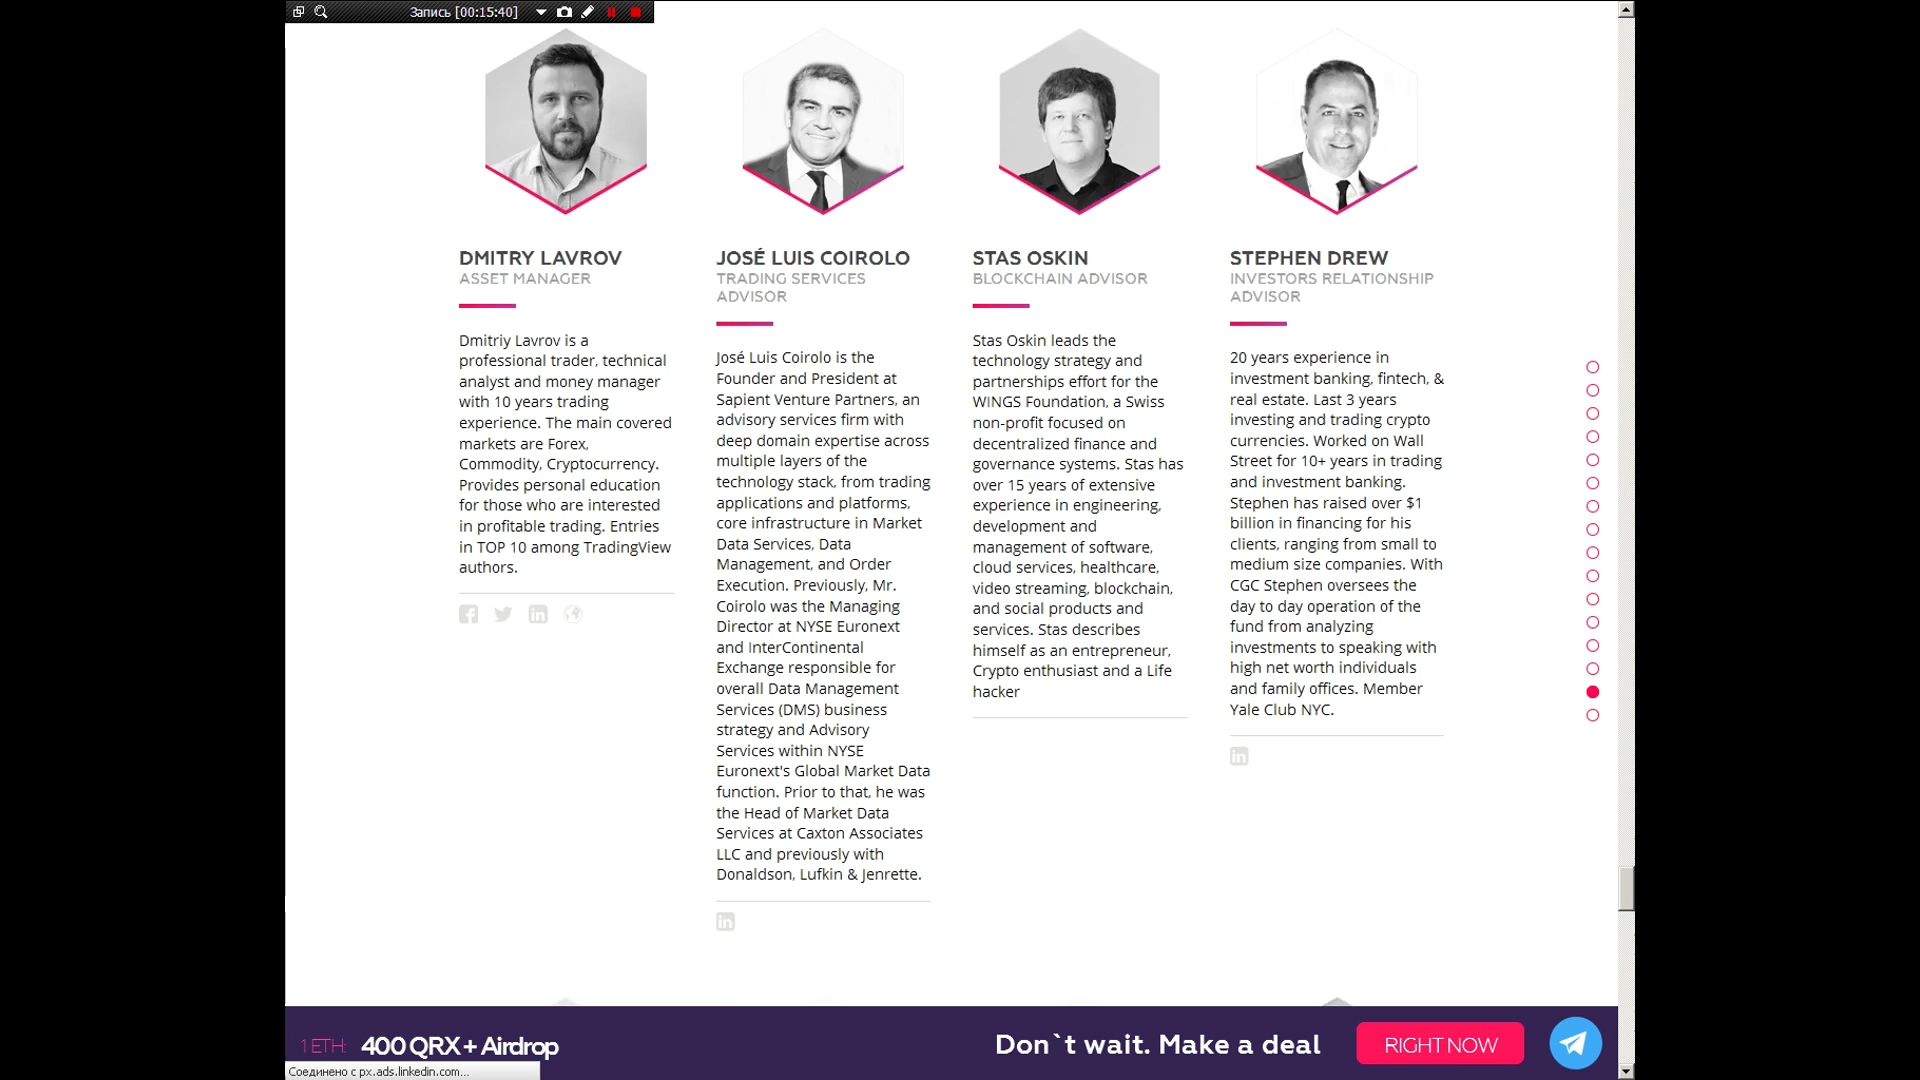 Запись [00:15:40]
DMITRY LAVROV
ASSET MANAGER
Dmitriy Lavrov is a
professional trader, technical
analyst and money manager
with 10 years trading
experience. The main covered
markets are Forex,
Commodity, Cryptocurrency.
Provides personal education
for those who are interested
in profitable trading. Entries
in TOP 10 among TradingView
authors.
JOSÉ LUIS COIROLO
TRADING SERVICES
ADVISOR
José Luis Coirolo is the
Founder and President at
Sapient Venture Partners, an
advisory services firm with
deep domain expertise across
multiple layers of the
technology stack, from trading
applications and platforms,
core infrastructure in Market
Data Services, Data
Management, and Order
Execution. Previously, Mr.
Coirolo was the Managing
Director at NYSE Euronext
and InterContinental
Exchange responsible for
overall Data Management
Services (DMS) business
strategy and Advisory
Services within NYSE
Euronext's Global Market Data
function. Prior to that, he was
the Head of Market Data
Services at Caxton Associates
LLC and previously with
Donaldson, Lufkin & Jenrette.
in
STAS OSKIN
BLOCKCHAIN ADVISOR
Stas Oskin leads the
technology strategy and
partnerships effort for the
WINGS Foundation, a Swiss
non-profit focused on
decentralized finance and
governance systems. Stas has
over 15 years of extensive
experience in engineering,
development and
management of software,
cloud services, healthcare,
video streaming, blockchain,
and social products and
services. Stas describes
himself as an entrepreneur,
Crypto enthusiast and a Life
hacker
STEPHEN DREW
INVESTORS RELATIONSHIP
ADVISOR
20 years experience in
investment banking, fintech, &
real estate. Last 3 years
investing and trading crypto
currencies. Worked on Wall
Street for 10+ years in trading
and investment banking.
Stephen has raised over $1
billion in financing for his
clients, ranging from small to
medium size companies. With
CGC Stephen oversees the
day to day operation of the
fund from analyzing
investments to speaking with
high net worth individuals
and family offices. Member
Yale Club NYC.
in
1 ETH: 400 QRX + Airdrop
Don`t wait. Make a deal
RIGHT NOW
Соединено с px.ads.linkedin.com...